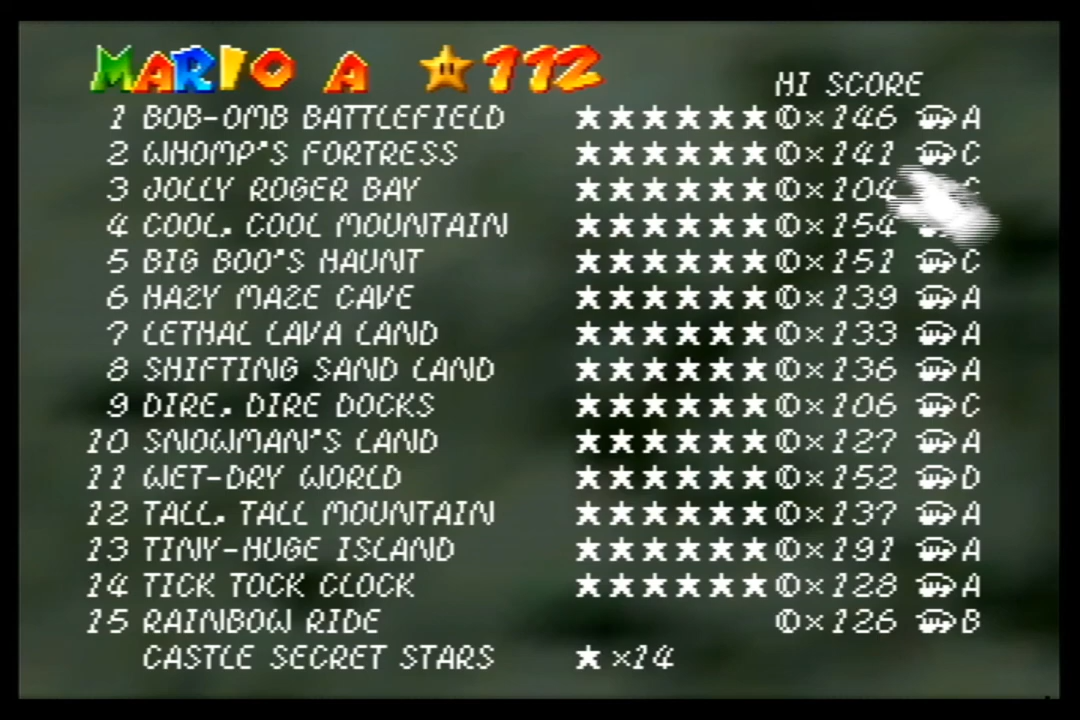 MARIO A ★112
HI SCORE
1 BOB-OMB BATTLEFIELD ★★★★★★ ©×146 A
2 WHOMP'S FORTRESS ★★★★★★ ©×141 C
3 JOLLY ROGER BAY ★★★★★★ ©×104 C
4 COOL, COOL MOUNTAIN ★★★★★★ ©×154
5 BIG BOO'S HAUNT ★★★★★★ ©×151 C
6 HAZY MAZE CAVE ★★★★★★ ©×139 A
7 LETHAL LAVA LAND ★★★★★★ ©×133 A
8 SHIFTING SAND LAND ★★★★★★ ©×136 A
9 DIRE, DIRE DOCKS ★★★★★★ ©×106 C
10 SNOWMAN'S LAND ★★★★★★ ©×127 A
11 WET-DRY WORLD ★★★★★★ ©×152 D
12 TALL, TALL MOUNTAIN ★★★★★★ ©×137 A
13 TINY-HUGE ISLAND ★★★★★★ ©×191 A
14 TICK TOCK CLOCK ★★★★★★ ©×128 A
15 RAINBOW RIDE ©×126 B
CASTLE SECRET STARS ★×14